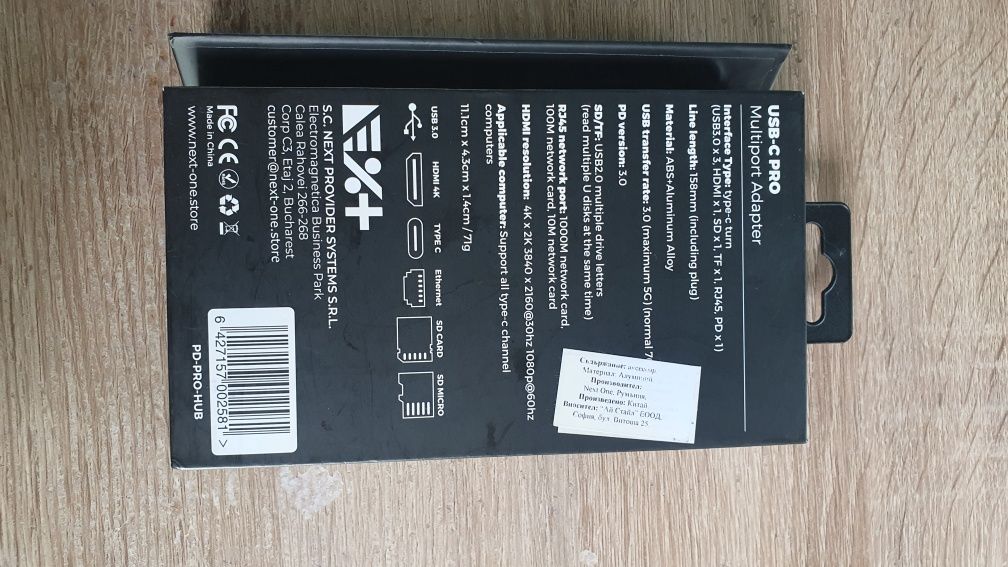 USB-C PRO
Multiport Adapter
Interface Type: type-c turn
(USB3.0 x 3, HDMI x 1, SD x 1, TF x 1, RJ45, PD x 1)
Line length 158mm (including plug)
Material: ABS+Aluminum Alloy
USB transfer rate: 3.0 (maximum 5G) (normal 7
PD version: 3.0
SD/TF: USB2.0 multiple drive letters
(read multiple U disks at the same time)
RJ45 network port: 1000M network card,
100M network card, 10M network card
HDMI resolution: 4K x 2K 3840 x 2160@30hz 1080p@60hz
Applicable computer: Support all type-c channel
computers
11.1cm x 4.3cm x 1.4cm / 71g
USB 3.0
HDMI 4K
TYPE C
Ethernet
SD CARD
SD MICRO
NEXT
S.C. NEXT PROVIDER SYSTEMS S.R.L.
Electromagnetica Business Park
Calea Rahovei 266-268
Corp C3, Etaj 2, Bucharest
customer@next-one.store
FC CE
Made in China
www.next-one.store
6 427157 002581 >
PD-PRO-HUB
Съдържание: аксесоар
Материал: Алуминий
Производител:
Next One, Румъния,
Произведено: Китай
Вносител: "Ай Стайл" ЕООД,
София, бул. Витоша 25